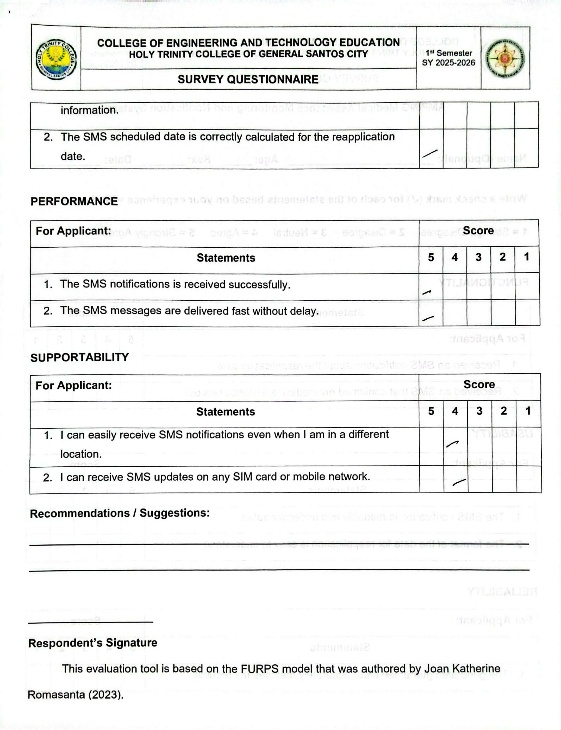 COLLEGE OF ENGINEERING AND TECHNOLOGY EDUCATION
HOLY TRINITY COLLEGE OF GENERAL SANTOS CITY
1st Semester
SY 2025-2026
SURVEY QUESTIONNAIRE
information.
2. The SMS scheduled date is correctly calculated for the reapplication
date.
PERFORMANCE
For Applicant: Score
Statements 5 4 3 2 1
1. The SMS notifications is received successfully.
2. The SMS messages are delivered fast without delay.
SUPPORTABILITY
For Applicant: Score
Statements 5 4 3 2 1
1. I can easily receive SMS notifications even when I am in a different
location.
2. I can receive SMS updates on any SIM card or mobile network.
Recommendations / Suggestions:
Respondent's Signature
This evaluation tool is based on the FURPS model that was authored by Joan Katherine
Romasanta (2023).